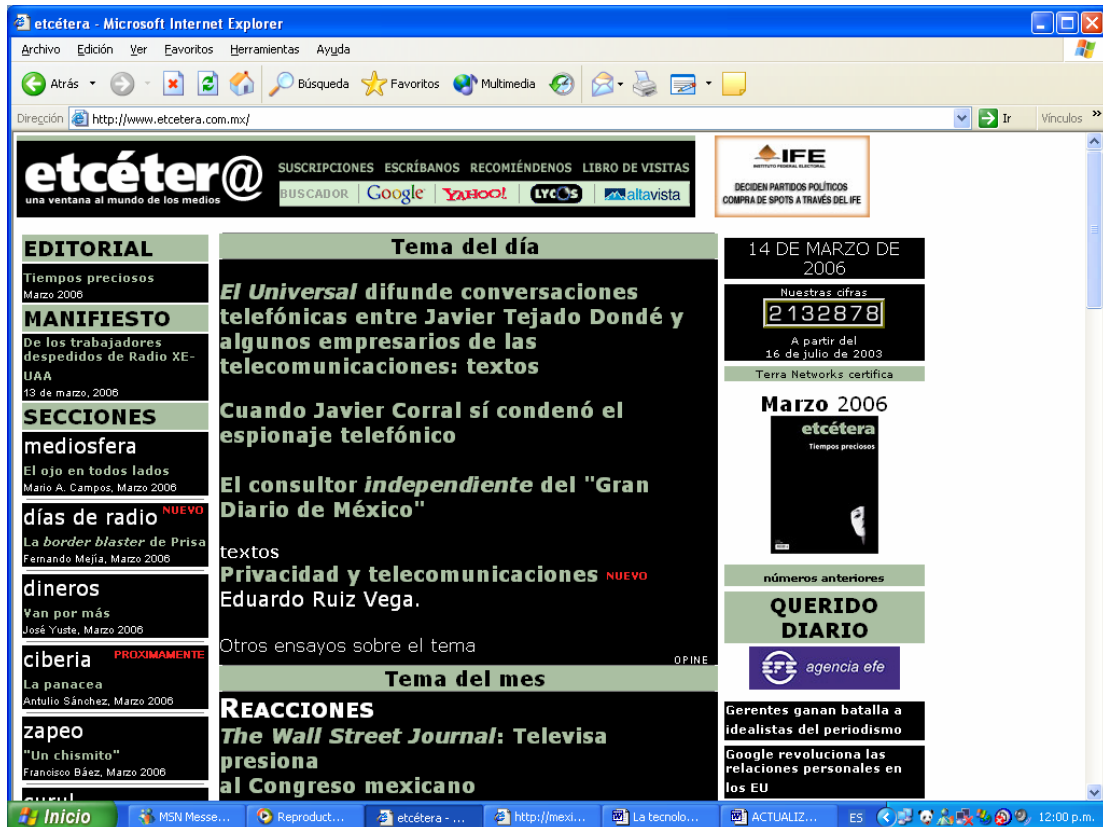 etcétera - Microsoft Internet Explorer
Archivo Edición Ver Favoritos Herramientas Ayuda
Atrás Búsqueda Favoritos Multimedia
Dirección http://www.etcetera.com.mx/ Ir Vínculos »
etcéter@
una ventana al mundo de los medios
SUSCRIPCIONES ESCRÍBANOS RECOMIÉNDENOS LIBRO DE VISITAS
BUSCADOR Google YAHOO! LYCOS altavista
IFE
INSTITUTO FEDERAL ELECTORAL
DECIDEN PARTIDOS POLÍTICOS
COMPRA DE SPOTS A TRAVÉS DEL IFE
EDITORIAL
Tiempos preciosos
Marzo 2006
MANIFIESTO
De los trabajadores
despedidos de Radio XE-
UAA
13 de marzo, 2006
SECCIONES
mediosfera
El ojo en todos lados
Mario A. Campos, Marzo 2006
días de radio NUEVO
La border blaster de Prisa
Fernando Mejía, Marzo 2006
dineros
Van por más
José Yuste, Marzo 2006
ciberia PROXIMAMENTE
La panacea
Antulio Sánchez, Marzo 2006
zapeo
"Un chismito"
Francisco Báez, Marzo 2006
Tema del día
El Universal difunde conversaciones
telefónicas entre Javier Tejado Dondé y
algunos empresarios de las
telecomunicaciones: textos
Cuando Javier Corral sí condenó el
espionaje telefónico
El consultor independiente del "Gran
Diario de México"
textos
Privacidad y telecomunicaciones NUEVO
Eduardo Ruiz Vega.
Otros ensayos sobre el tema
OPINE
Tema del mes
REACCIONES
The Wall Street Journal: Televisa
presiona
al Congreso mexicano
14 DE MARZO DE
2006
Nuestras cifras
2132878
A partir del
16 de julio de 2003
Terra Networks certifica
Marzo 2006
etcétera
Tiempos preciosos
números anteriores
QUERIDO
DIARIO
efe agencia efe
Gerentes ganan batalla a
idealistas del periodismo
Google revoluciona las
relaciones personales en
los EU
Inicio MSN Messe... Reproduct... etcétera - ... http://mexi... La tecnolo... ACTUALIZ... ES 12:00 p.m.